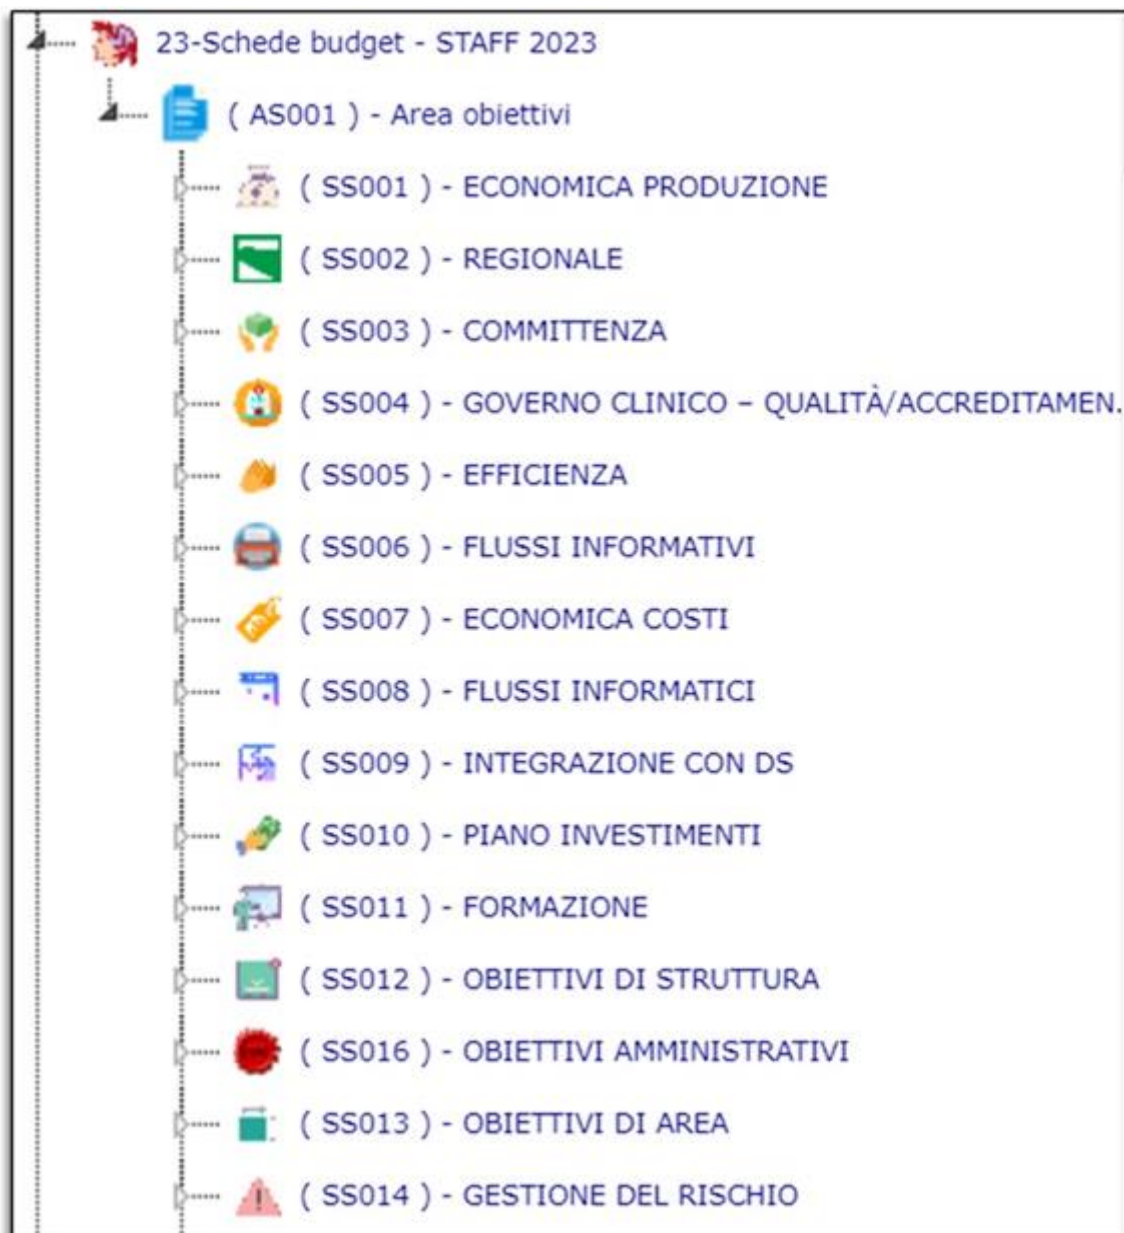 23-Schede budget - STAFF 2023
( AS001 ) - Area obiettivi
( SS001 ) - ECONOMICA PRODUZIONE
( SS002 ) - REGIONALE
( SS003 ) - COMMITTENZA
( SS004 ) - GOVERNO CLINICO – QUALITÀ/ACCREDITAMEN.
( SS005 ) - EFFICIENZA
( SS006 ) - FLUSSI INFORMATIVI
( SS007 ) - ECONOMICA COSTI
( SS008 ) - FLUSSI INFORMATICI
( SS009 ) - INTEGRAZIONE CON DS
( SS010 ) - PIANO INVESTIMENTI
( SS011 ) - FORMAZIONE
( SS012 ) - OBIETTIVI DI STRUTTURA
( SS016 ) - OBIETTIVI AMMINISTRATIVI
( SS013 ) - OBIETTIVI DI AREA
( SS014 ) - GESTIONE DEL RISCHIO